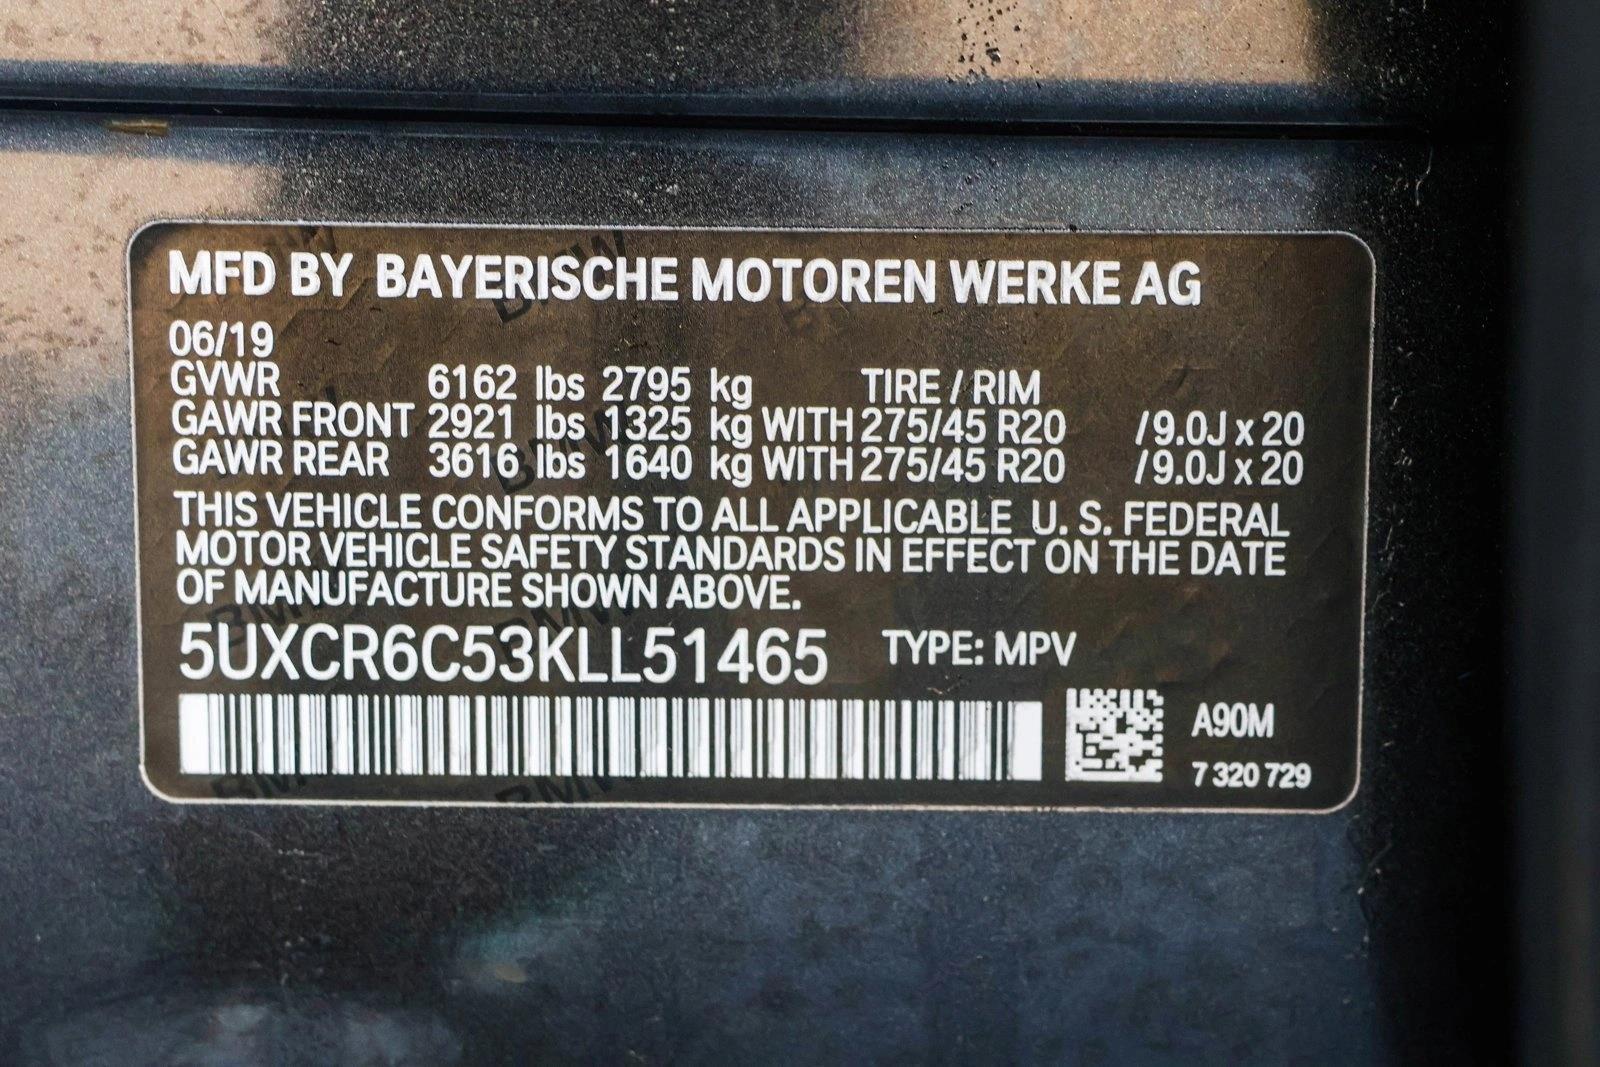 MFD BY BAYERISCHE MOTOREN WERKE AG
06/19
GVWR 6162 lbs 2795 kg TIRE / RIM
GAWR FRONT 2921 lbs 1325 kg WITH 275/45 R20 / 9.0J x 20
GAWR REAR 3616 lbs 1640 kg WITH 275/45 R20 / 9.0J x 20
THIS VEHICLE CONFORMS TO ALL APPLICABLE U. S. FEDERAL
MOTOR VEHICLE SAFETY STANDARDS IN EFFECT ON THE DATE
OF MANUFACTURE SHOWN ABOVE.
5UXCR6C53KLL51465 TYPE: MPV
A90M
7 320 729